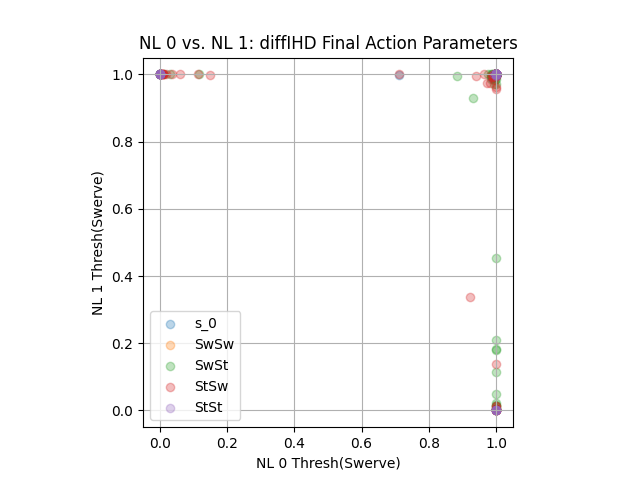 NL 0 vs. NL 1: diffIHD Final Action Parameters
1.0
0.8
0.6
0.4
0.2
0.0
NL 1 Thresh(Swerve)
s_0
SwSw
SwSt
StSw
StSt
0.0 0.2 0.4 0.6 0.8 1.0
NL 0 Thresh(Swerve)